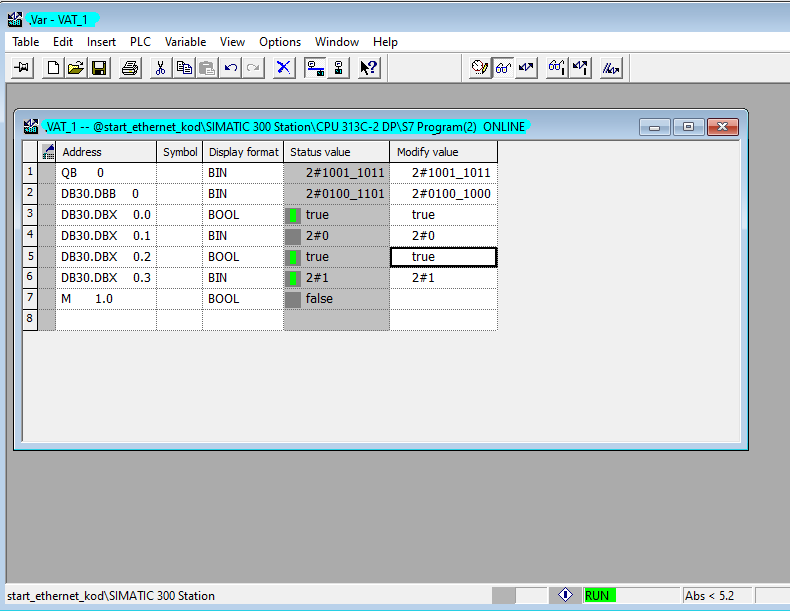 Var - VAT_1
Table Edit Insert PLC Variable View Options Window Help
VAT_1 -- @start_ethernet_kod\SIMATIC 300 Station\CPU 313C-2 DP\S7 Program(2) ONLINE
Address Symbol Display format Status value Modify value
1 QB 0 BIN 2#1001_1011 2#1001_1011
2 DB30.DBB 0 BIN 2#0100_1101 2#0100_1000
3 DB30.DBX 0.0 BOOL true true
4 DB30.DBX 0.1 BIN 2#0 2#0
5 DB30.DBX 0.2 BOOL true true
6 DB30.DBX 0.3 BIN 2#1 2#1
7 M 1.0 BOOL false
8
start_ethernet_kod\SIMATIC 300 Station RUN Abs < 5.2